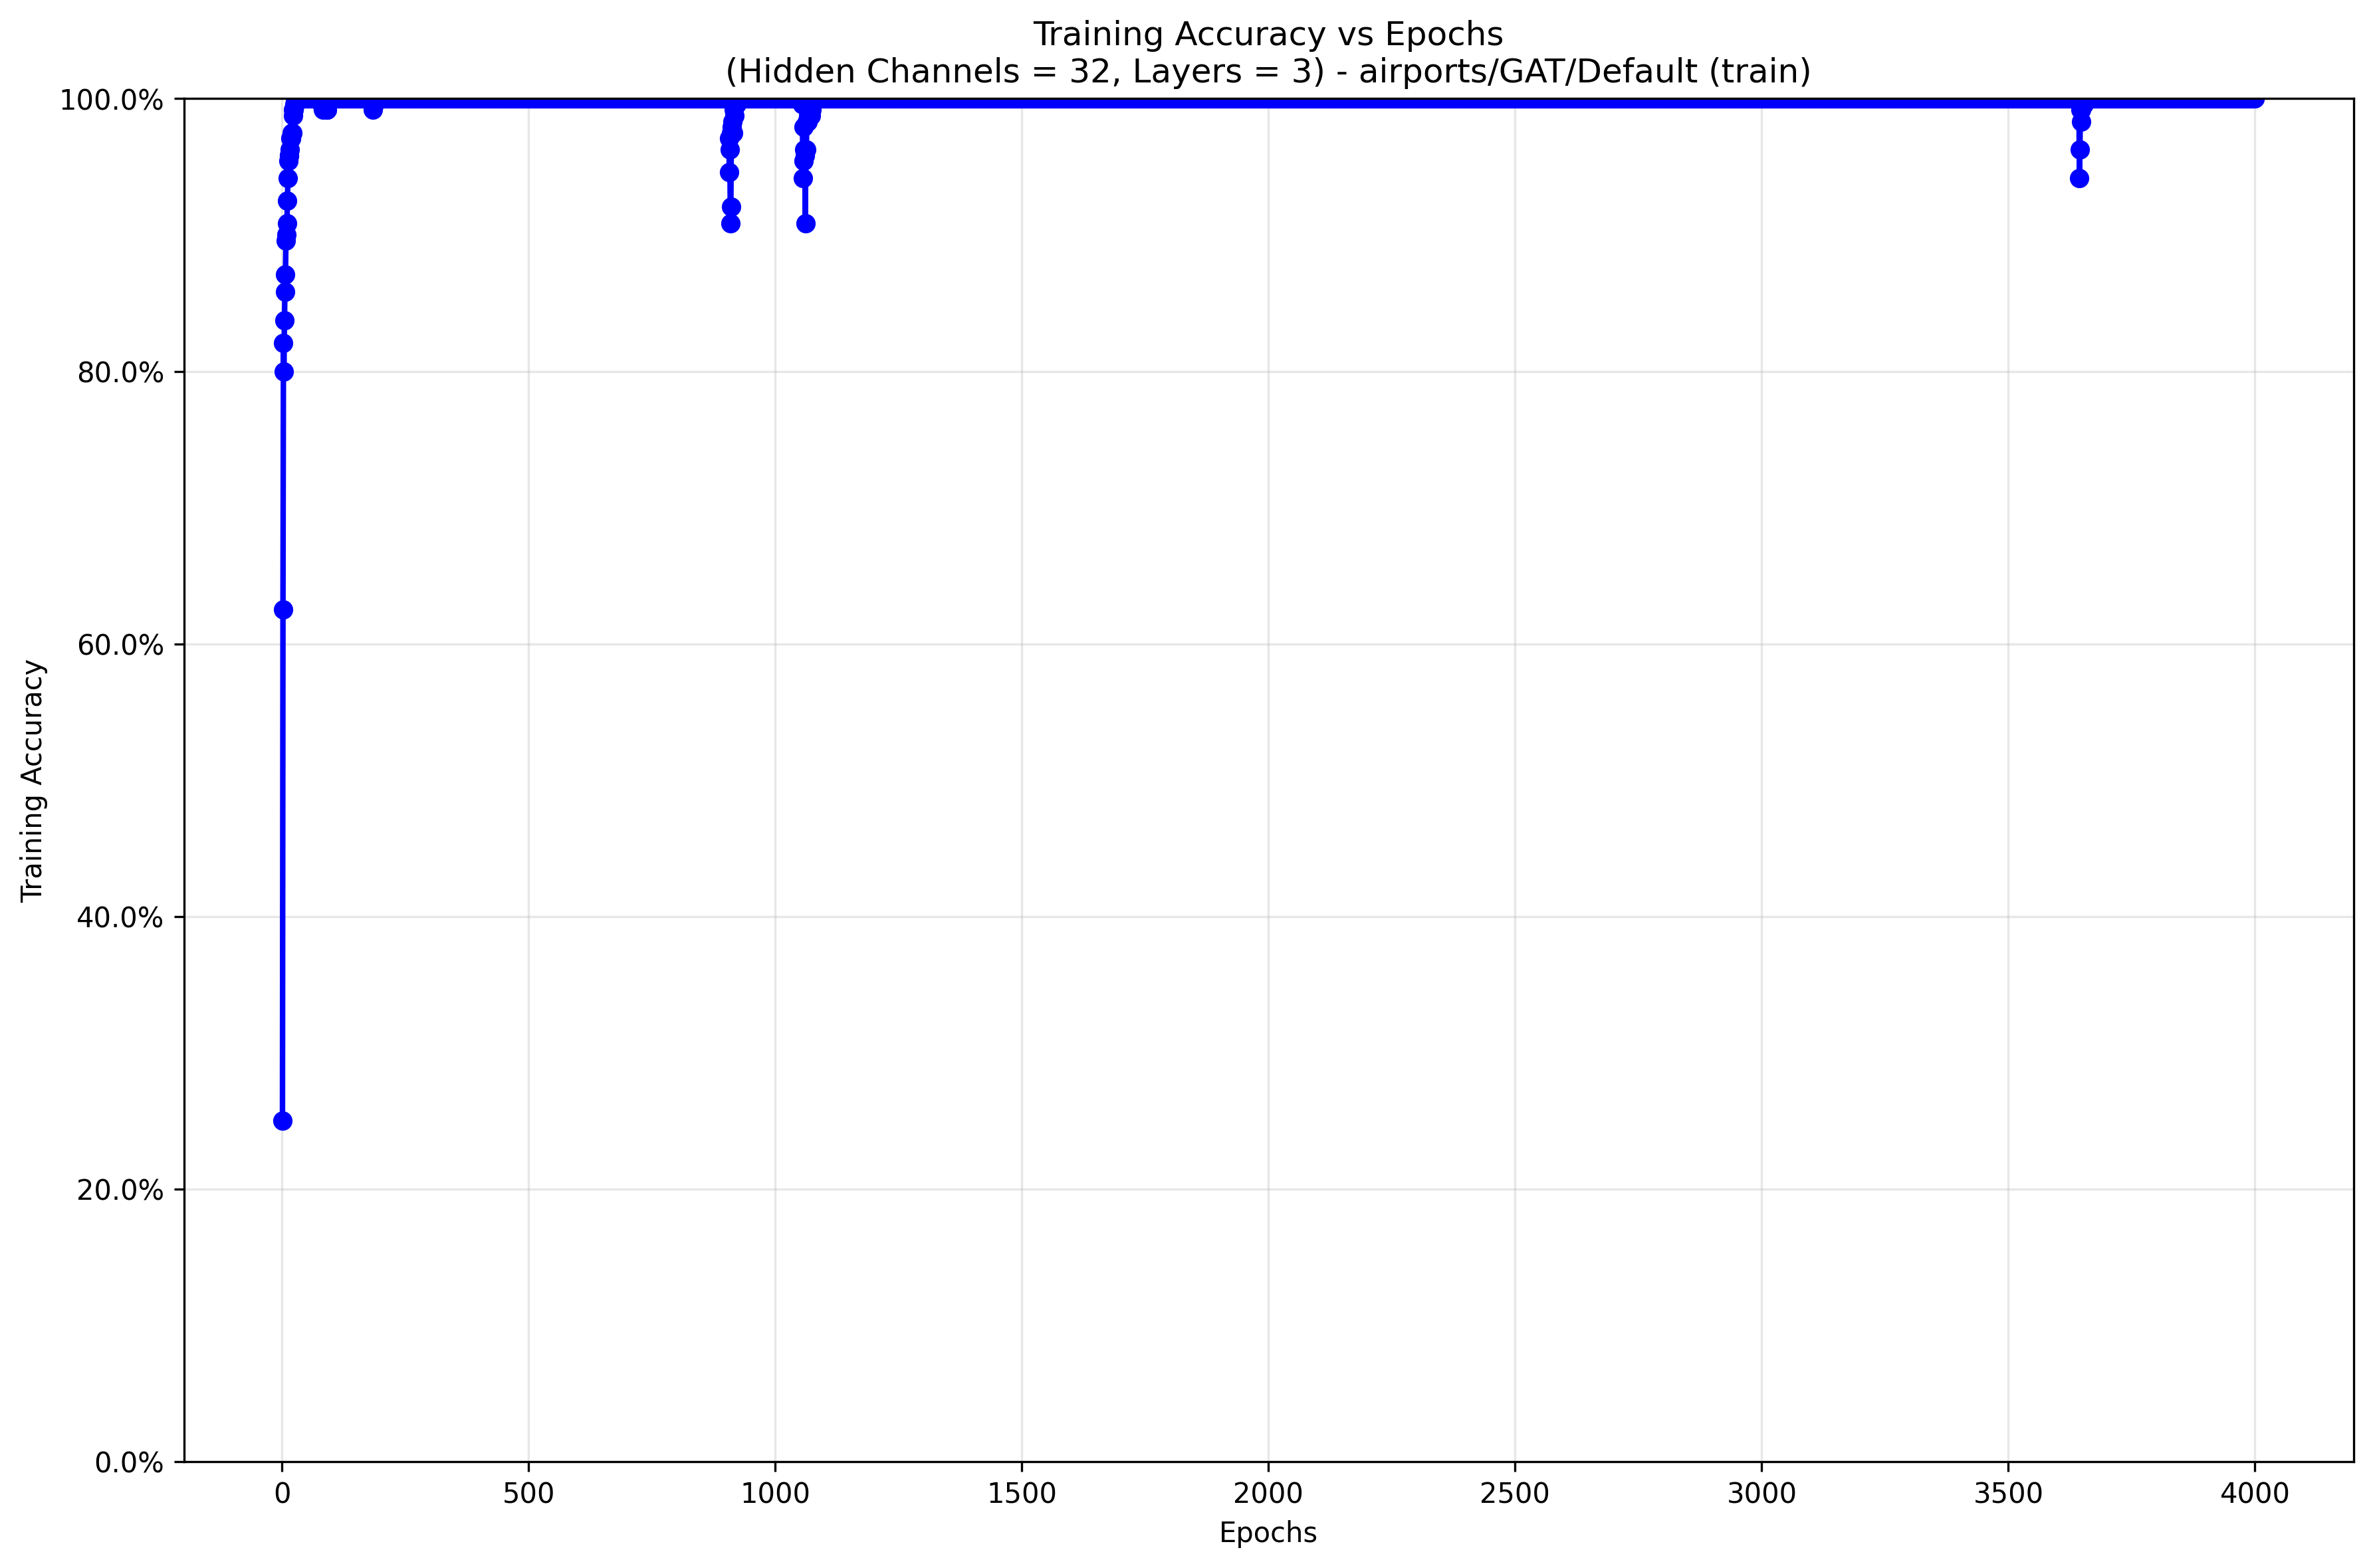 Training Accuracy vs Epochs
(Hidden Channels = 32, Layers = 3) - airports/GAT/Default (train)
Training Accuracy
100.0%
80.0%
60.0%
40.0%
20.0%
0.0%
0 500 1000 1500 2000 2500 3000 3500 4000
Epochs